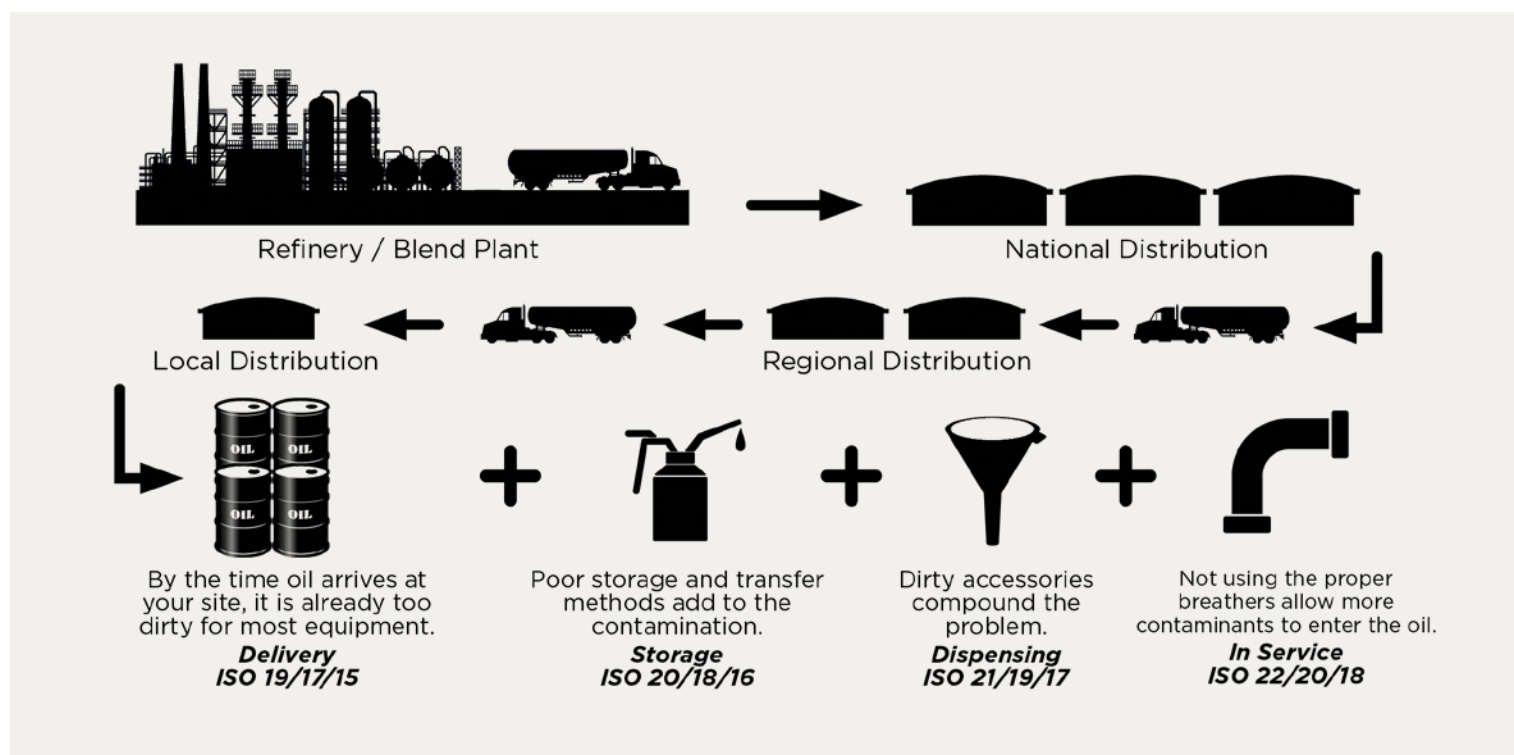 Refinery / Blend Plant
National Distribution
Local Distribution
Regional Distribution
OIL OIL
OIL OIL
By the time oil arrives at
your site, it is already too
dirty for most equipment.
Delivery
ISO 19/17/15
Poor storage and transfer
methods add to the
contamination.
Storage
ISO 20/18/16
Dirty accessories
compound the
problem.
Dispensing
ISO 21/19/17
Not using the proper
breathers allow more
contaminants to enter the oil.
In Service
ISO 22/20/18